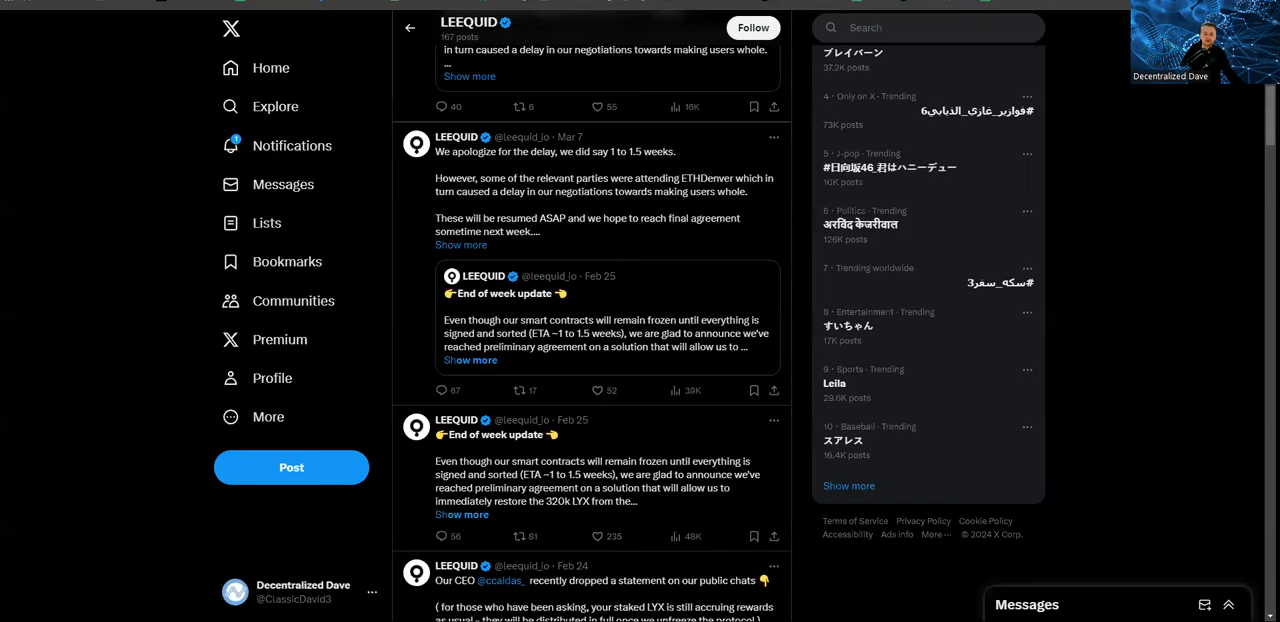 Home
Explore
1
Notifications
Messages
Lists
Bookmarks
Communities
Premium
Profile
More
Post
Decentralized Dave
@ClassicDavid3
LEEQUID
167 posts
Follow
in turn caused a delay in our negotiations towards making users whole.
...
Show more
40 6 55 16K
LEEQUID @leequid_io · Mar 7
We apologize for the delay, we did say 1 to 1.5 weeks.
However, some of the relevant parties were attending ETHDenver which in
turn caused a delay in our negotiations towards making users whole.
These will be resumed ASAP and we hope to reach final agreement
sometime next week....
Show more
LEEQUID @leequid_io · Feb 25
👉End of week update 👈
Even though our smart contracts will remain frozen until everything is
signed and sorted (ETA ~1 to 1.5 weeks), we are glad to announce we've
reached preliminary agreement on a solution that will allow us to ...
Show more
67 17 52 39K
LEEQUID @leequid_io · Feb 25
👉End of week update 👈
Even though our smart contracts will remain frozen until everything is
signed and sorted (ETA ~1 to 1.5 weeks), we are glad to announce we've
reached preliminary agreement on a solution that will allow us to
immediately restore the 320k LYX from the...
Show more
56 81 235 48K
LEEQUID @leequid_io · Feb 24
Our CEO @ccaldas_ recently dropped a statement on our public chats 👇
( for those who have been asking, your staked LYX is still accruing rewards
as usual - they will be distributed in full once we unfreeze the protocol )
Search
ブレイバーン
37.2K posts
4 · Only on X · Trending
#فوازير_غازي_الذيابي6
73K posts
5 · J-pop · Trending
#日向坂46_君はハニーデュー
10K posts
6 · Politics · Trending
अरविंद केजरीवाल
126K posts
7 · Trending worldwide
#سكه_سفر3
8 · Entertainment · Trending
すいちゃん
17K posts
9 · Sports · Trending
Leila
29.6K posts
10 · Baseball · Trending
スアレス
16.4K posts
Show more
Terms of Service Privacy Policy Cookie Policy
Accessibility Ads info More ··· © 2024 X Corp.
Decentralized Dave
Messages